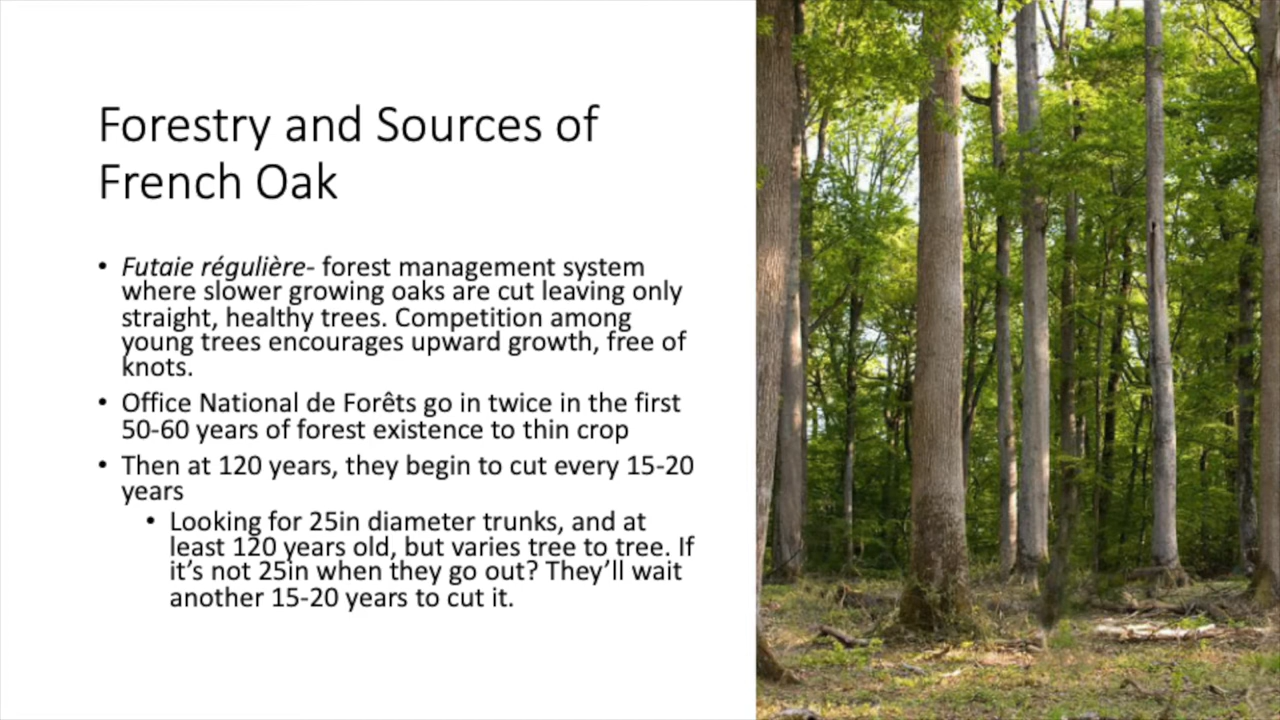 Forestry and Sources of
French Oak
• Futaie régulière- forest management system
where slower growing oaks are cut leaving only
straight, healthy trees. Competition among
young trees encourages upward growth, free of
knots.
• Office National de Forêts go in twice in the first
50-60 years of forest existence to thin crop
• Then at 120 years, they begin to cut every 15-20
years
• Looking for 25in diameter trunks, and at
least 120 years old, but varies tree to tree. If
it’s not 25in when they go out? They’ll wait
another 15-20 years to cut it.